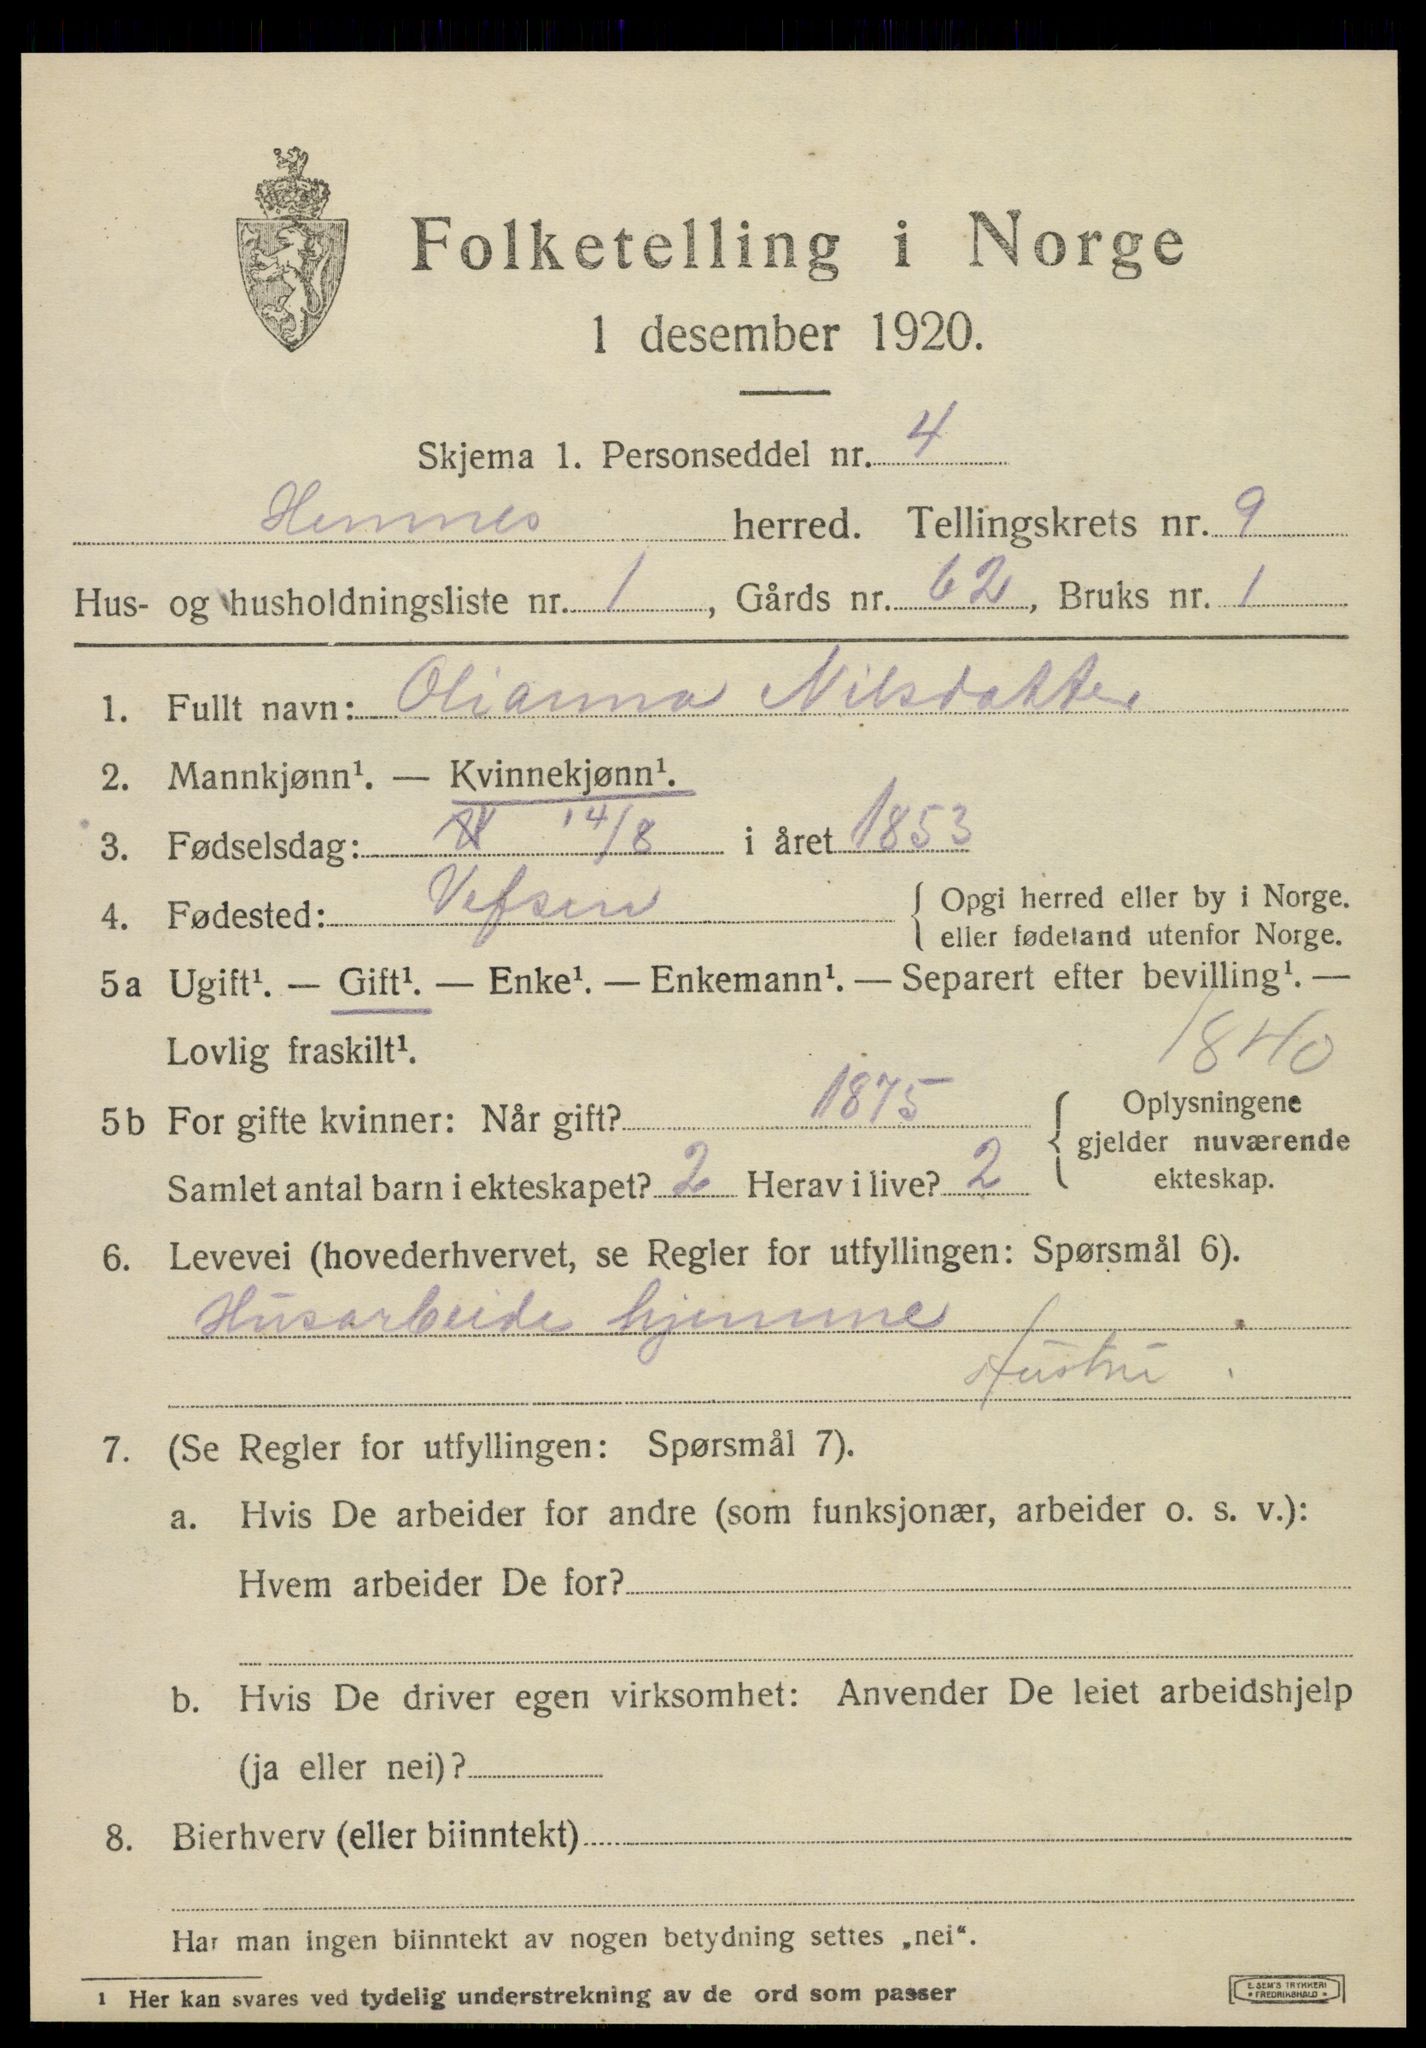 Folketelling i Norge
1 desember 1920.
Skjema 1. Personseddel nr. 4
Hemnes herred. Tellingskrets nr. 9
Hus- og husholdningsliste nr. 1, Gårds nr. 62, Bruks nr. 1
1. Fullt navn: Olianna Nilsdatter
2. Mannkjønn¹. — Kvinnekjønn¹.
3. Fødselsdag: 14/8 i året 1853
4. Fødested: Vefsen { Opgi herred eller by i Norge.
eller fødeland utenfor Norge.
5a Ugift¹. — Gift¹. — Enke¹. — Enkemann¹. — Separert efter bevilling¹. —
Lovlig fraskilt¹. 1840
5b For gifte kvinner: Når gift? 1875
Samlet antal barn i ekteskapet? 2 Herav i live? 2
{ Oplysningene
gjelder nuværende
ekteskap.
6. Levevei (hovederhvervet, se Regler for utfyllingen: Spørsmål 6).
Husarbeide hjemme
Hustru
7. (Se Regler for utfyllingen: Spørsmål 7).
a. Hvis De arbeider for andre (som funksjonær, arbeider o. s. v.):
Hvem arbeider De for?
b. Hvis De driver egen virksomhet: Anvender De leiet arbeidshjelp
(ja eller nei)?
8. Bierhverv (eller biinntekt)
Har man ingen biinntekt av nogen betydning settes „nei“.
1 Her kan svares ved tydelig understrekning av de ord som passer
E. SEM'S TRYKKERI
* FREDRIKSHALD *